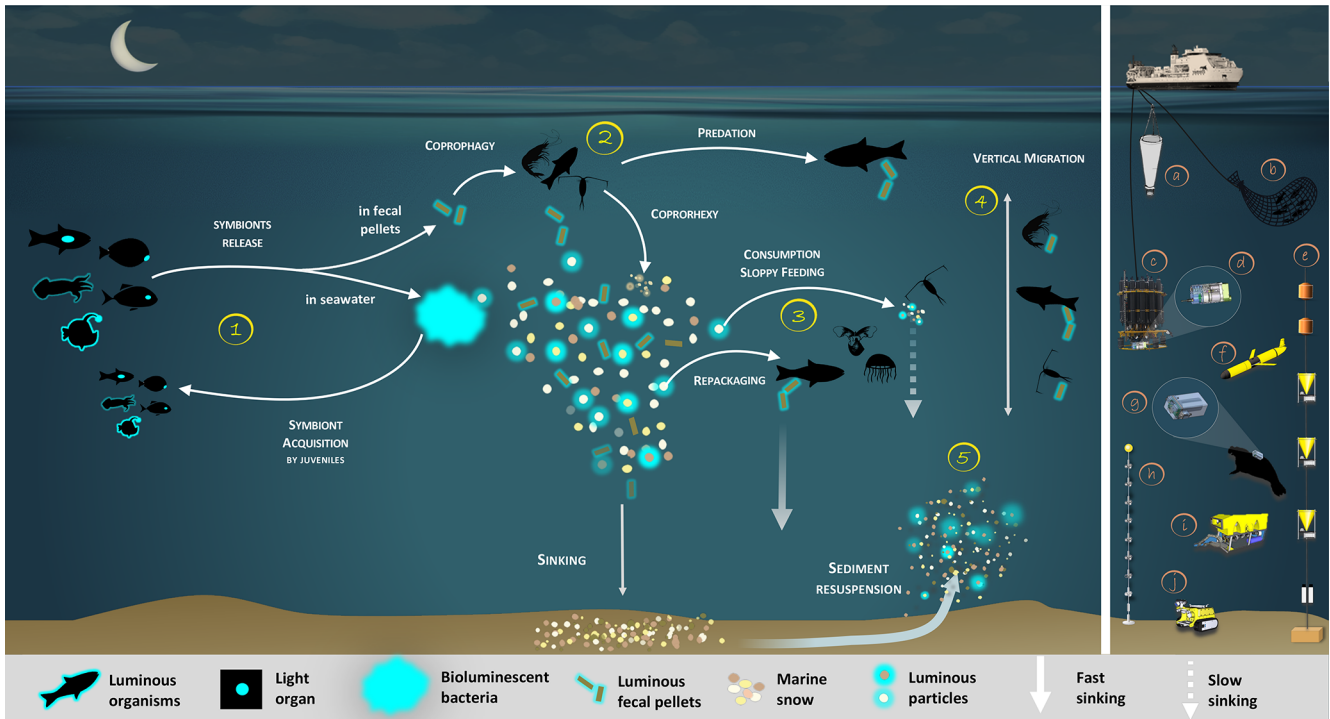 COPROPHAGY
2
PREDATION
VERTICAL MIGRATION
SYMBIONTS
RELEASE
in fecal
pellets
COPRORHEXY
4
CONSUMPTION
SLOPPY FEEDING
in seawater
1
3
REPACKAGING
SYMBIONT
ACQUISITION
BY JUVENILES
5
SINKING
SEDIMENT
RESUSPENSION
a
b
c
d
e
f
g
h
i
j
Luminous
organisms
Light
organ
Bioluminescent
bacteria
Luminous
fecal pellets
Marine
snow
Luminous
particles
Fast
sinking
Slow
sinking